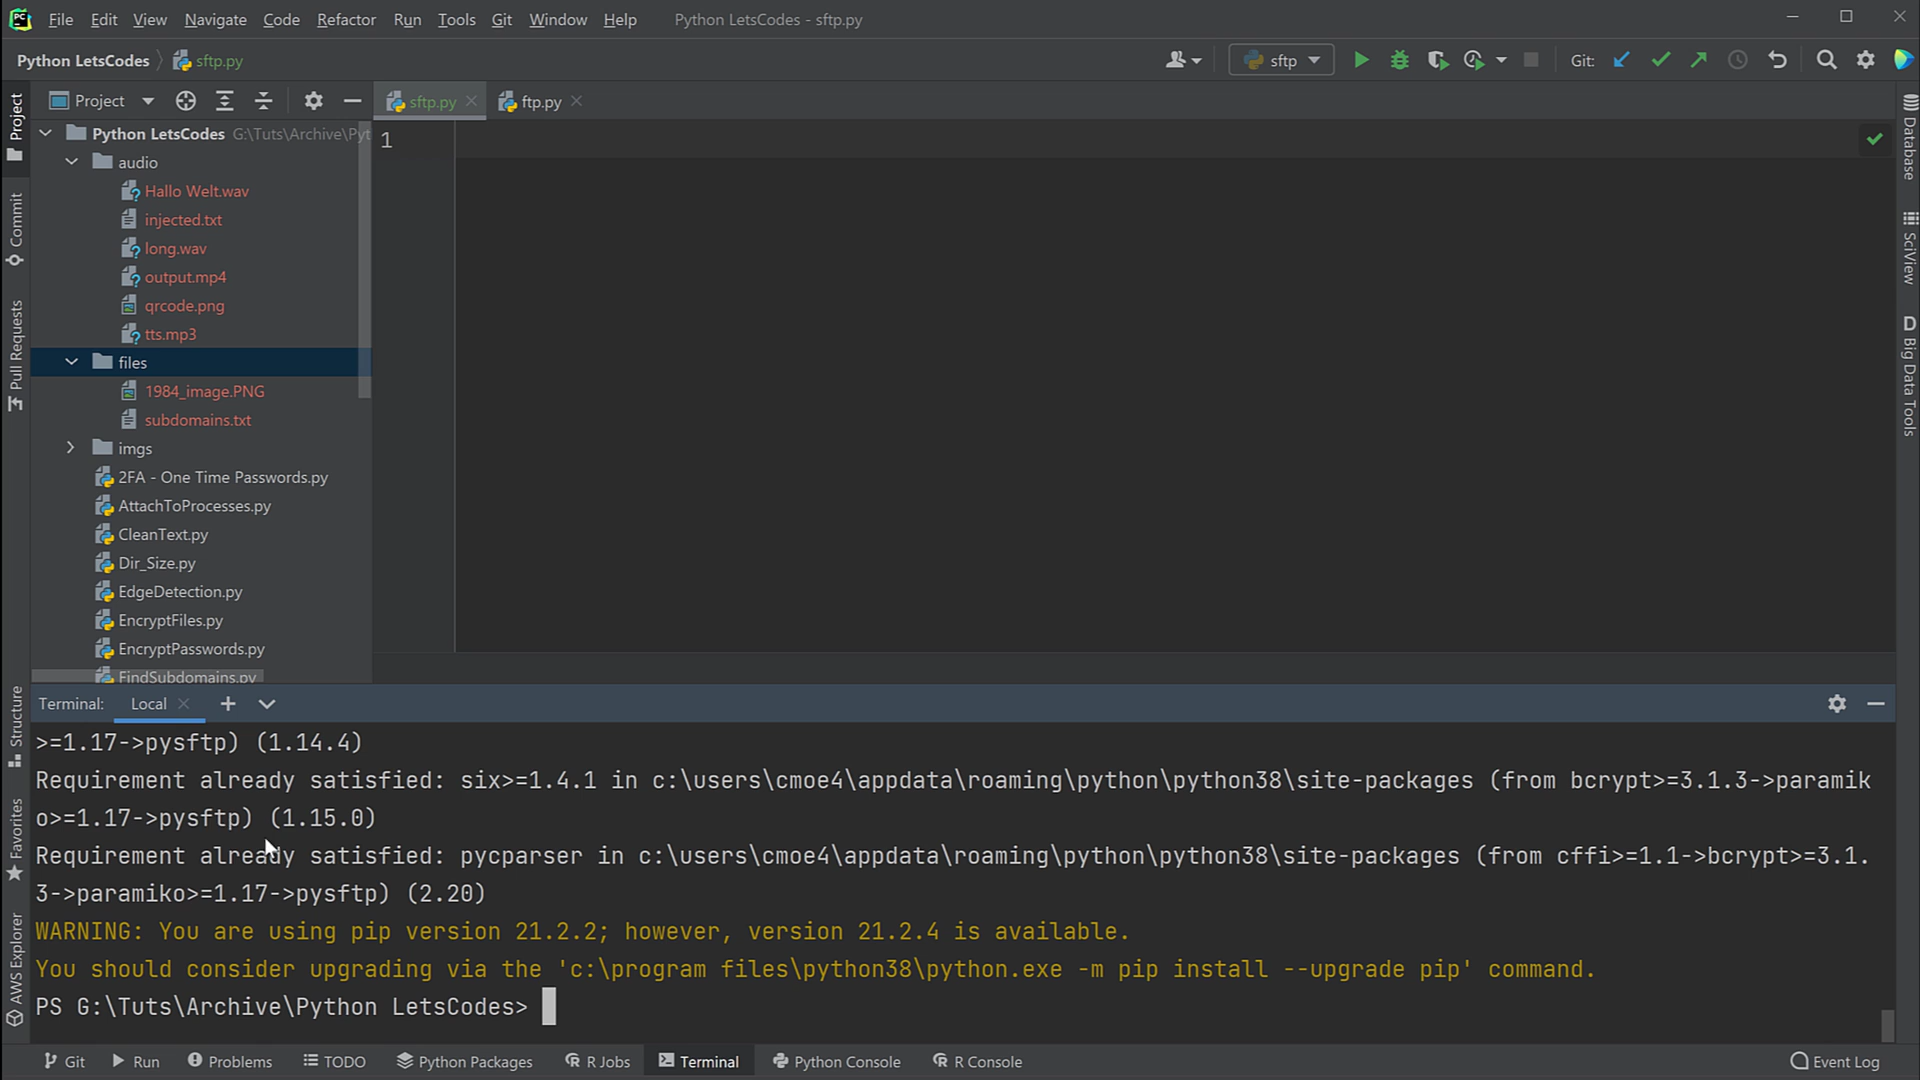 PC File Edit View Navigate Code Refactor Run Tools Git Window Help Python LetsCodes - sftp.py
Python LetsCodes sftp.py sftp Git:
Project sftp.py ftp.py
Python LetsCodes G:\Tuts\Archive\Pyt
1
audio
Hallo Welt.wav
injected.txt
long.wav
output.mp4
qrcode.png
tts.mp3
files
1984_image.PNG
subdomains.txt
imgs
2FA - One Time Passwords.py
AttachToProcesses.py
CleanText.py
Dir_Size.py
EdgeDetection.py
EncryptFiles.py
EncryptPasswords.py
FindSubdomains.py
Project
Commit
Pull Requests
Structure
Favorites
AWS Explorer
Database
SciView
D Big Data Tools
Terminal: Local
>=1.17->pysftp) (1.14.4)
Requirement already satisfied: six>=1.4.1 in c:\users\cmoe4\appdata\roaming\python\python38\site-packages (from bcrypt>=3.1.3->paramik
o>=1.17->pysftp) (1.15.0)
Requirement already satisfied: pycparser in c:\users\cmoe4\appdata\roaming\python\python38\site-packages (from cffi>=1.1->bcrypt>=3.1.
3->paramiko>=1.17->pysftp) (2.20)
WARNING: You are using pip version 21.2.2; however, version 21.2.4 is available.
You should consider upgrading via the 'c:\program files\python38\python.exe -m pip install --upgrade pip' command.
PS G:\Tuts\Archive\Python LetsCodes>
Git Run Problems TODO Python Packages R Jobs Terminal Python Console R Console Event Log